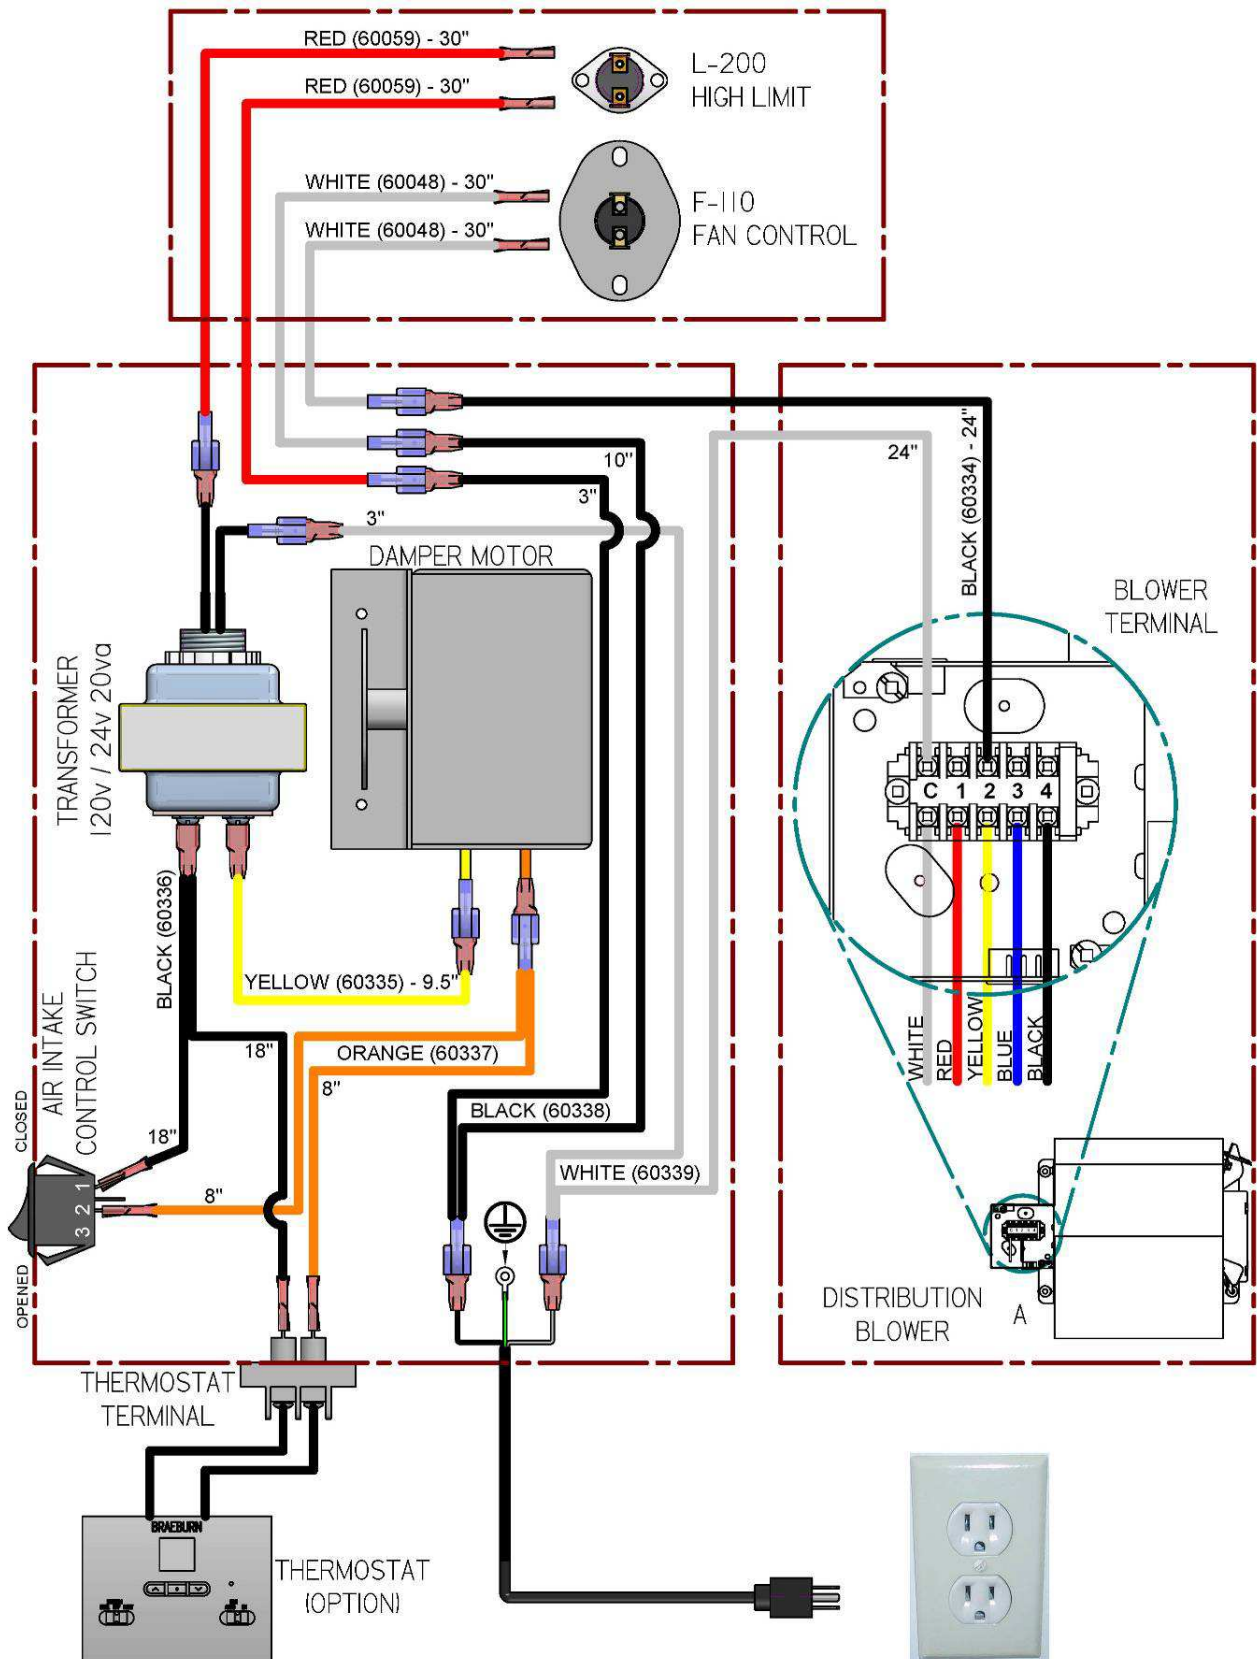 RED (60059) - 30"
RED (60059) - 30"
L-200
HIGH LIMIT
WHITE (60048) - 30"
WHITE (60048) - 30"
F-110
FAN CONTROL
10"
3"
3"
24"
BLACK (60334) - 24"
DAMPER MOTOR
BLOWER
TERMINAL
TRANSFORMER
120v / 24v 20va
C 1 2 3 4
BLACK (60336)
YELLOW (60335) - 9.5"
AIR INTAKE
CONTROL SWITCH
18"
ORANGE (60337)
8"
WHITE
RED
YELLOW
BLUE
BLACK
BLACK (60338)
CLOSED
18"
WHITE (60339)
8"
1
2
3
OPENED
DISTRIBUTION
BLOWER
A
THERMOSTAT
TERMINAL
BRAEBURN
THERMOSTAT
(OPTION)